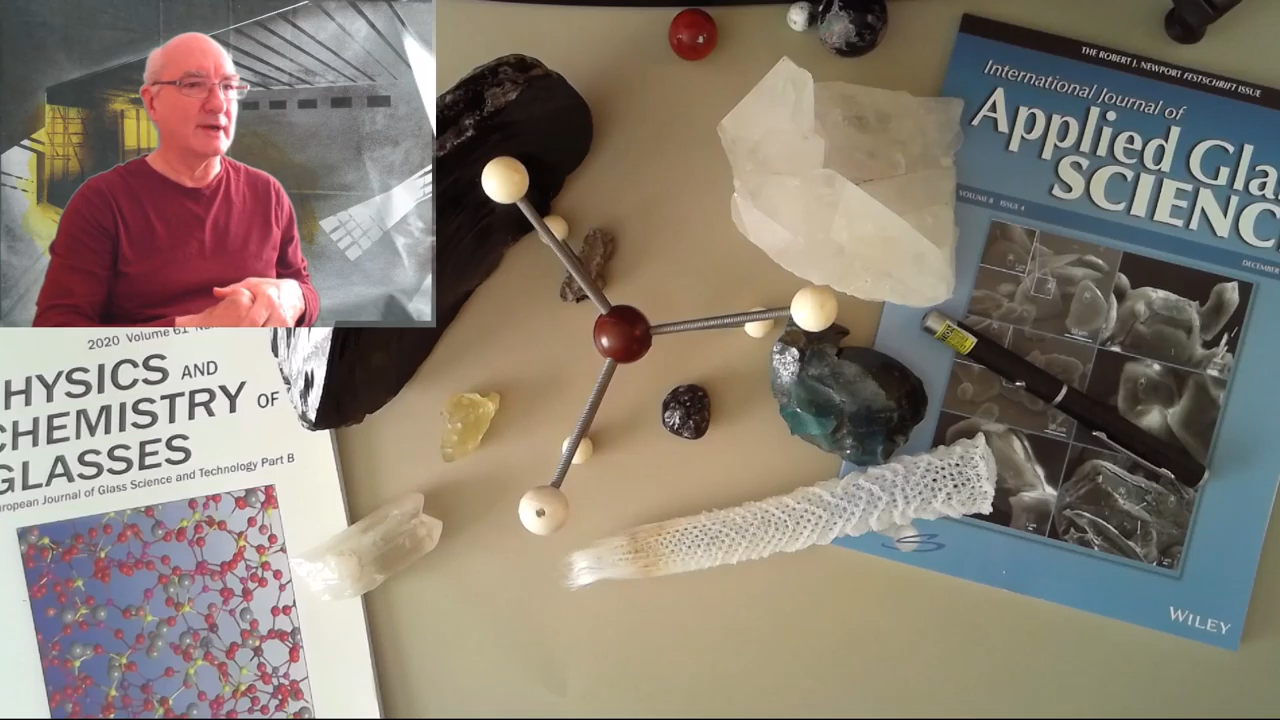 2020 Volume 61
HYSICS AND
CHEMISTRY OF
GLASSES
uropean Journal of Glass Science and Technology Part B
THE ROBERT J. NEWPORT FESTSCHRIFT ISSUE
International Journal of
Applied Gla
SCIENC
VOLUME 8 ISSUE 4
DECEMBER
WILEY